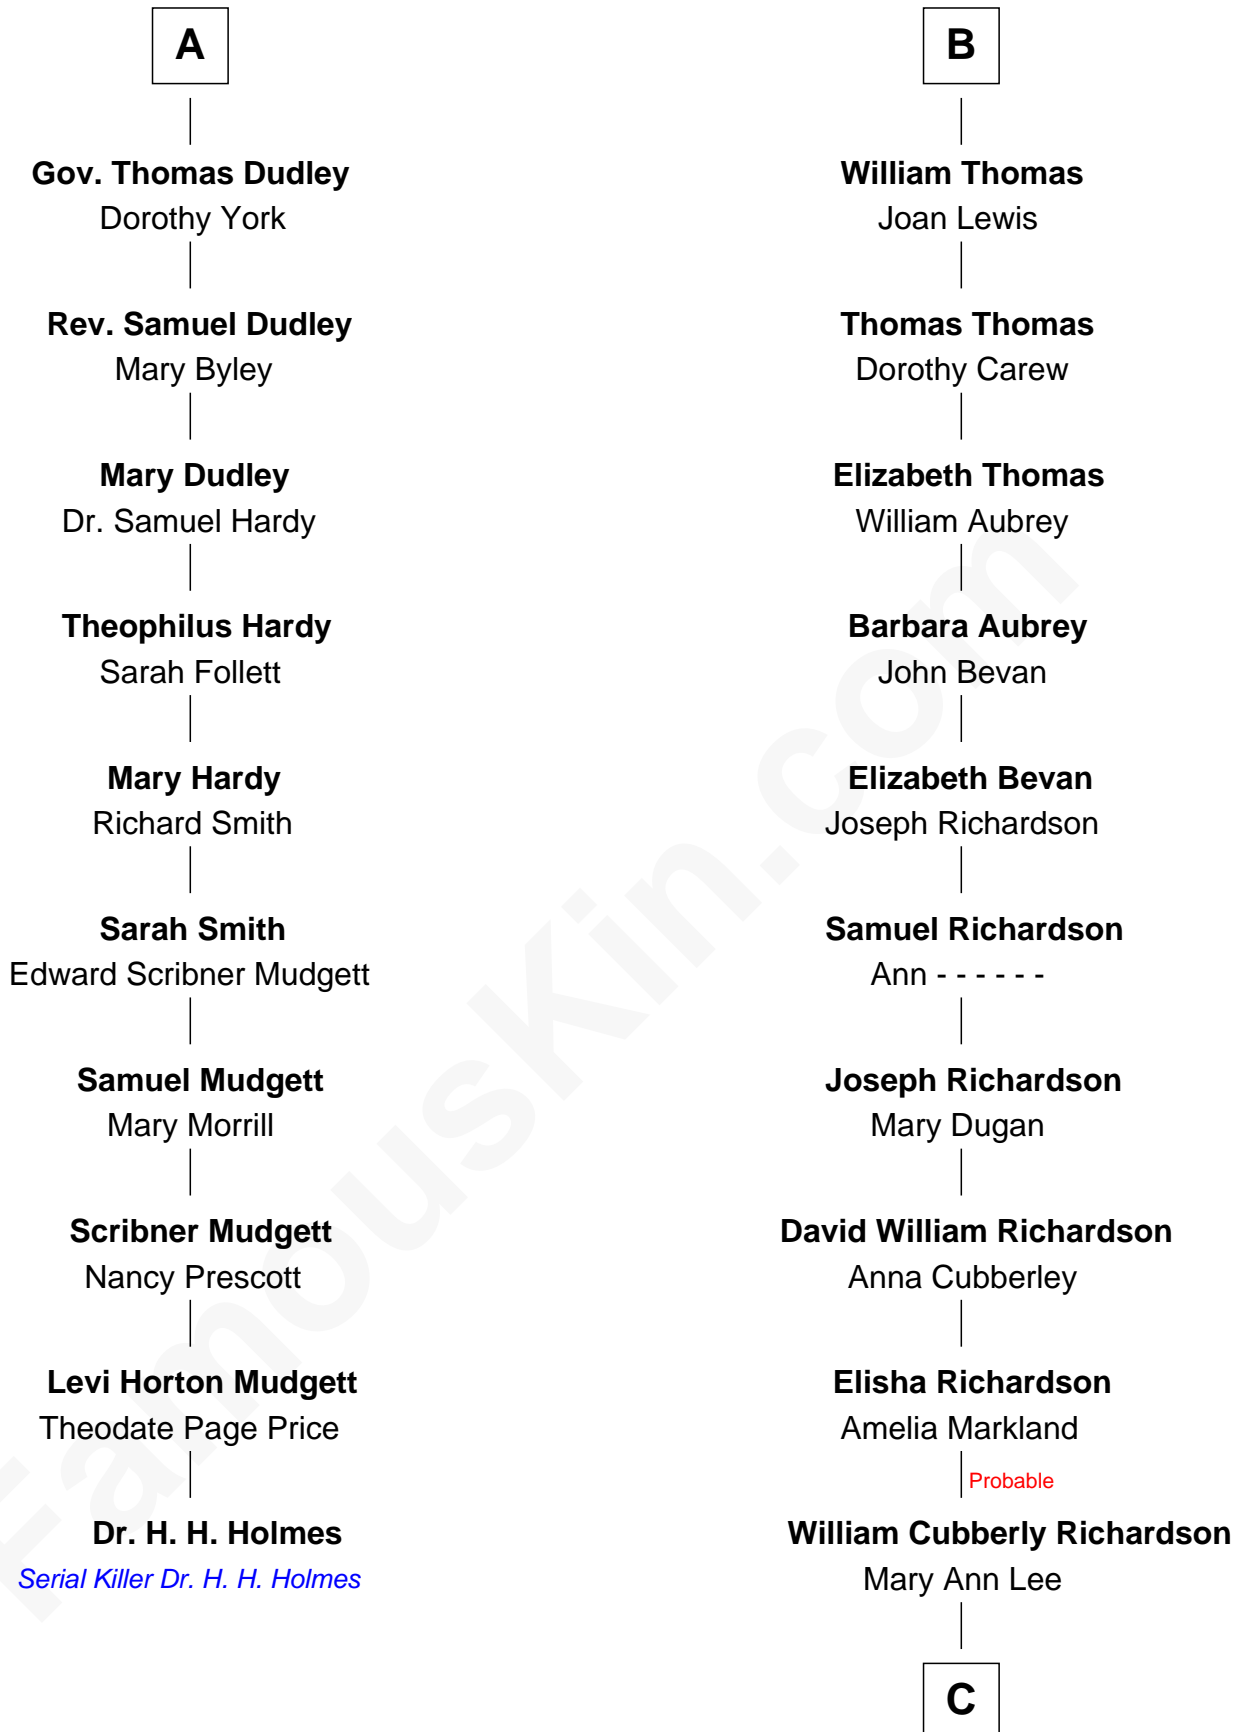 A
Gov. Thomas Dudley
Dorothy York
Rev. Samuel Dudley
Mary Byley
Mary Dudley
Dr. Samuel Hardy
Theophilus Hardy
Sarah Follett
Mary Hardy
Richard Smith
Sarah Smith
Edward Scribner Mudgett
Samuel Mudgett
Mary Morrill
Scribner Mudgett
Nancy Prescott
Levi Horton Mudgett
Theodate Page Price
Dr. H. H. Holmes
Serial Killer Dr. H. H. Holmes
B
William Thomas
Joan Lewis
Thomas Thomas
Dorothy Carew
Elizabeth Thomas
William Aubrey
Barbara Aubrey
John Bevan
Elizabeth Bevan
Joseph Richardson
Samuel Richardson
Ann - - - - - -
Joseph Richardson
Mary Dugan
David William Richardson
Anna Cubberley
Elisha Richardson
Amelia Markland
Probable
William Cubberly Richardson
Mary Ann Lee
C
FamousKin.com